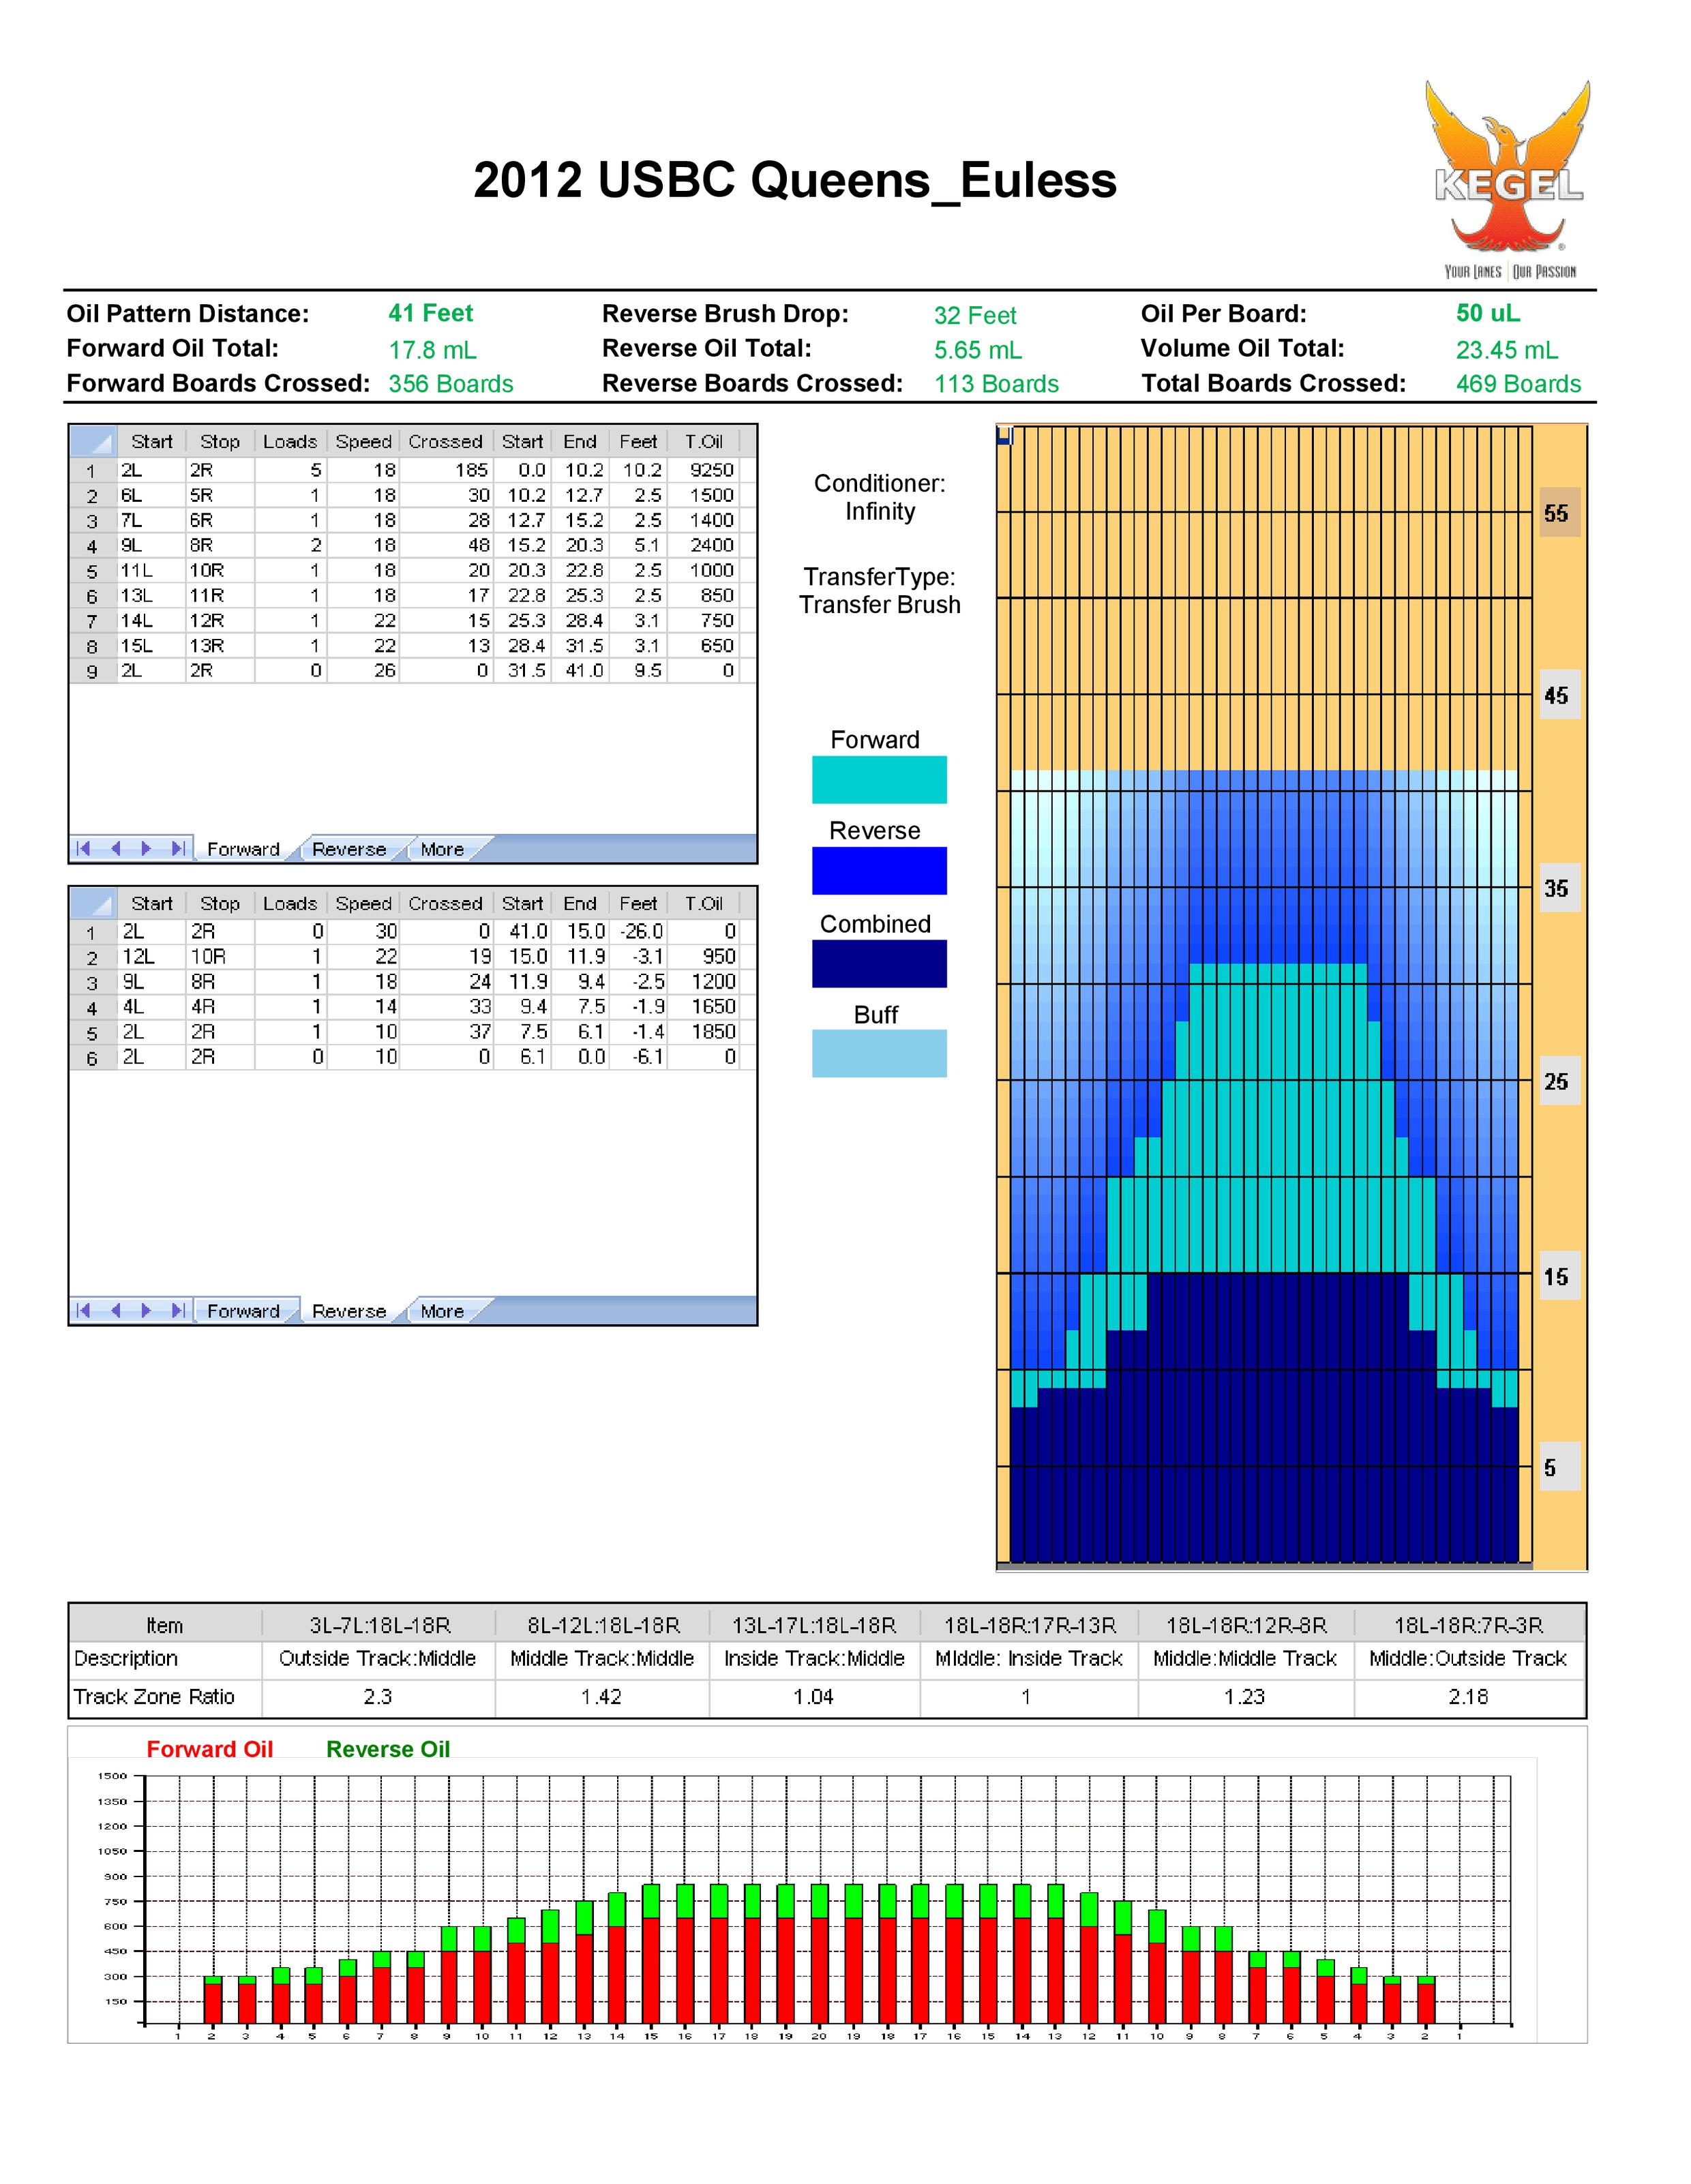 2012 USBC Queens_Euless
KEGEL
YOUR LANES | OUR PASSION
Oil Pattern Distance: 41 Feet Reverse Brush Drop: 32 Feet Oil Per Board: 50 uL
Forward Oil Total: 17.8 mL Reverse Oil Total: 5.65 mL Volume Oil Total: 23.45 mL
Forward Boards Crossed: 356 Boards Reverse Boards Crossed: 113 Boards Total Boards Crossed: 469 Boards
Start Stop Loads Speed Crossed Start End Feet T.Oil
1 2L 2R 5 18 185 0.0 10.2 10.2 9250
2 6L 5R 1 18 30 10.2 12.7 2.5 1500
3 7L 6R 1 18 28 12.7 15.2 2.5 1400
4 9L 8R 2 18 48 15.2 20.3 5.1 2400
5 11L 10R 1 18 20 20.3 22.8 2.5 1000
6 13L 11R 1 18 17 22.8 25.3 2.5 850
7 14L 12R 1 22 15 25.3 28.4 3.1 750
8 15L 13R 1 22 13 28.4 31.5 3.1 650
9 2L 2R 0 26 0 31.5 41.0 9.5 0
Forward Reverse More
Start Stop Loads Speed Crossed Start End Feet T.Oil
1 2L 2R 0 30 0 41.0 15.0 -26.0 0
2 12L 10R 1 22 19 15.0 11.9 -3.1 950
3 9L 8R 1 18 24 11.9 9.4 -2.5 1200
4 4L 4R 1 14 33 9.4 7.5 -1.9 1650
5 2L 2R 1 10 37 7.5 6.1 -1.4 1850
6 2L 2R 0 10 0 6.1 0.0 -6.1 0
Forward Reverse More
Conditioner:
Infinity
TransferType:
Transfer Brush
Forward
Reverse
Combined
Buff
55
45
35
25
15
5
Item 3L-7L:18L-18R 8L-12L:18L-18R 13L-17L:18L-18R 18L-18R:17R-13R 18L-18R:12R-8R 18L-18R:7R-3R
Description Outside Track:Middle Middle Track:Middle Inside Track:Middle MIddle: Inside Track Middle:Middle Track Middle:Outside Track
Track Zone Ratio 2.3 1.42 1.04 1 1.23 2.18
Forward Oil Reverse Oil
1500
1350
1200
1050
900
750
600
450
300
150
1 2 3 4 5 6 7 8 9 10 11 12 13 14 15 16 17 18 19 20 19 18 17 16 15 14 13 12 11 10 9 8 7 6 5 4 3 2 1